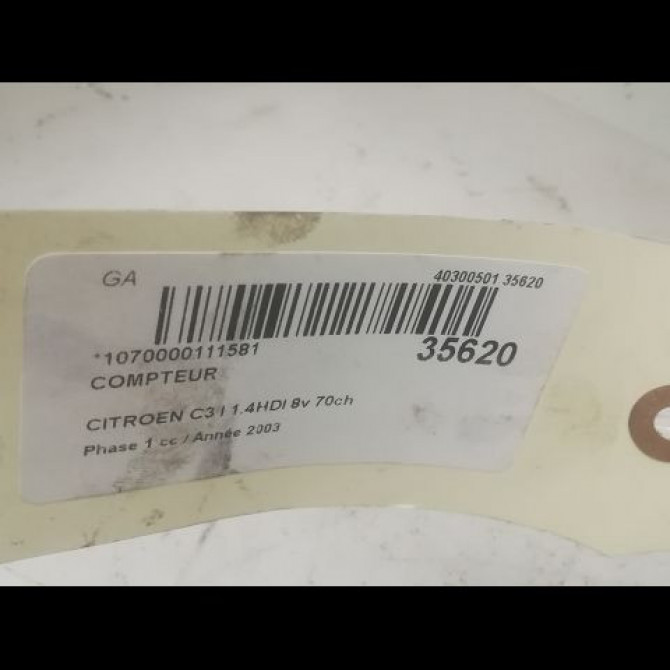 GA
40300501 35620
*1070000111581
35620
COMPTEUR
CITROEN C3 I 1.4HDI 8v 70ch
Phase 1 cc / Année 2003